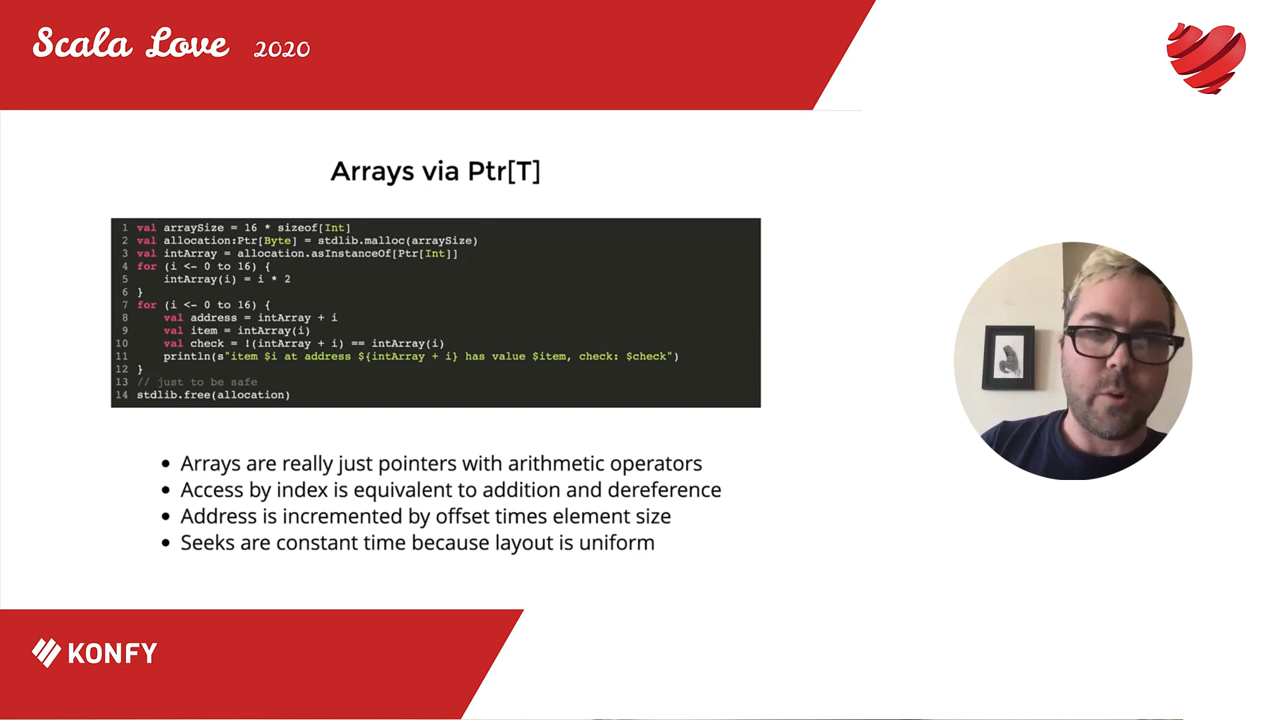 Scala Love 2020
Arrays via Ptr[T]
1 val arraySize = 16 * sizeof[Int]
2 val allocation:Ptr[Byte] = stdlib.malloc(arraySize)
3 val intArray = allocation.asInstanceOf[Ptr[Int]]
4 for (i <- 0 to 16) {
5     intArray(i) = i * 2
6 }
7 for (i <- 0 to 16) {
8     val address = intArray + i
9     val item = intArray(i)
10     val check = !(intArray + i) == intArray(i)
11     println(s"item $i at address ${intArray + i} has value $item, check: $check")
12 }
13 // just to be safe
14 stdlib.free(allocation)
• Arrays are really just pointers with arithmetic operators
• Access by index is equivalent to addition and dereference
• Address is incremented by offset times element size
• Seeks are constant time because layout is uniform
KONFY